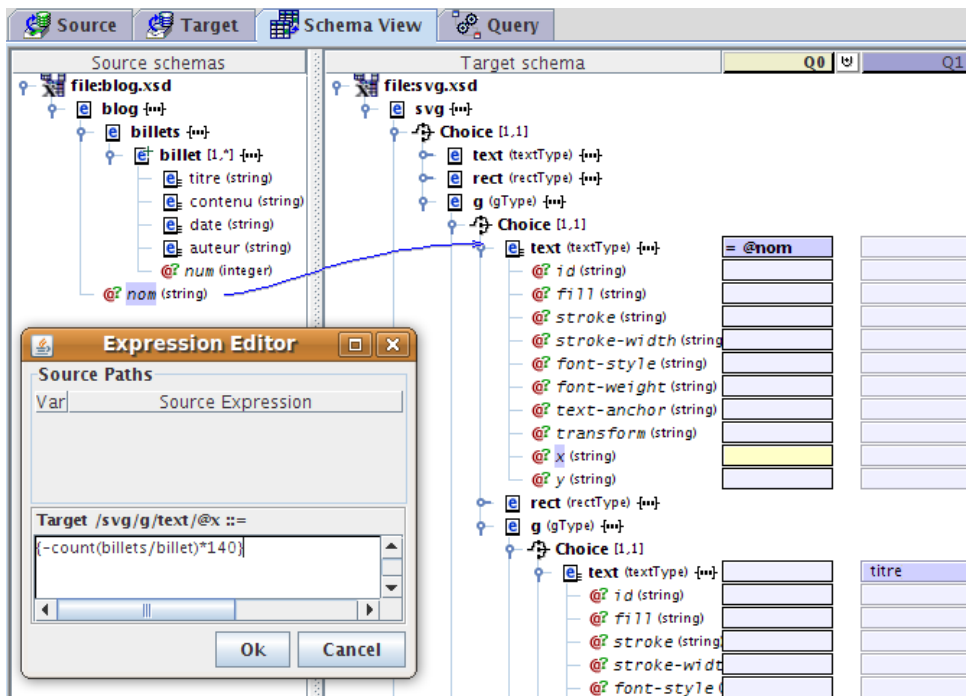 Source Target Schema View Query
Source schemas
file:blog.xsd
blog
billets
billet [1,*]
titre (string)
contenu (string)
date (string)
auteur (string)
@? num (integer)
@? nom (string)
Target schema Q0 Q1
file:svg.xsd
svg
Choice [1,1]
text (textType)
rect (rectType)
g (gType)
Choice [1,1]
text (textType) = @nom
@? id (string)
@? fill (string)
@? stroke (string)
@? stroke-width (string
@? font-style (string)
@? font-weight (string)
@? text-anchor (string)
@? transform (string)
@? x (string)
@? y (string)
rect (rectType)
g (gType)
Choice [1,1]
text (textType) titre
@? id (string)
@? fill (string)
@? stroke (string)
@? stroke-widt
@? font-style (
Expression Editor
Source Paths
Var Source Expression
Target /svg/g/text/@x ::=
{-count(billets/billet)*140}
Ok Cancel